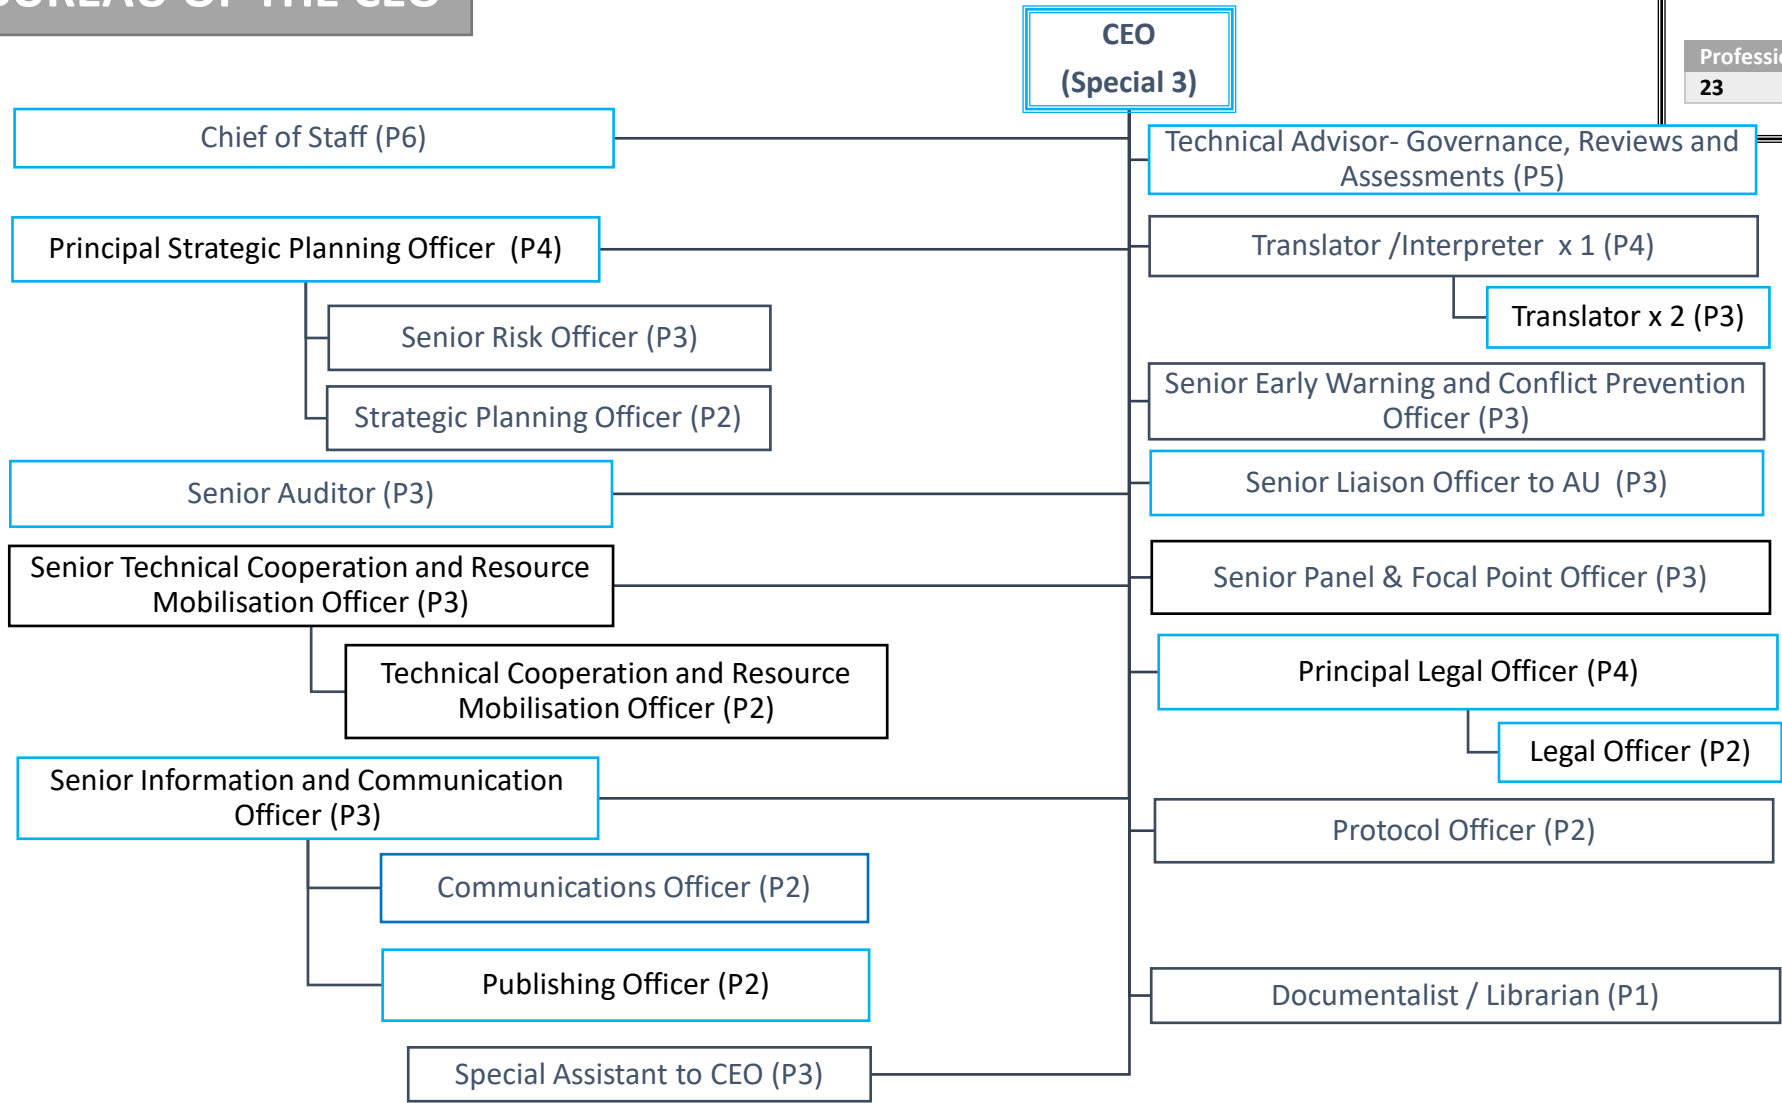 BUREAU OF THE CEO
CEO
(Special 3)
23
Chief of Staff (P6)
Technical Advisor- Governance, Reviews and
Assessments (P5)
Principal Strategic Planning Officer (P4)
Translator /Interpreter x 1 (P4)
Translator x 2 (P3)
Senior Risk Officer (P3)
Strategic Planning Officer (P2)
Senior Early Warning and Conflict Prevention
Officer (P3)
Senior Auditor (P3)
Senior Liaison Officer to AU (P3)
Senior Technical Cooperation and Resource
Mobilisation Officer (P3)
Senior Panel & Focal Point Officer (P3)
Technical Cooperation and Resource
Mobilisation Officer (P2)
Principal Legal Officer (P4)
Legal Officer (P2)
Senior Information and Communication
Officer (P3)
Protocol Officer (P2)
Communications Officer (P2)
Publishing Officer (P2)
Documentalist / Librarian (P1)
Special Assistant to CEO (P3)